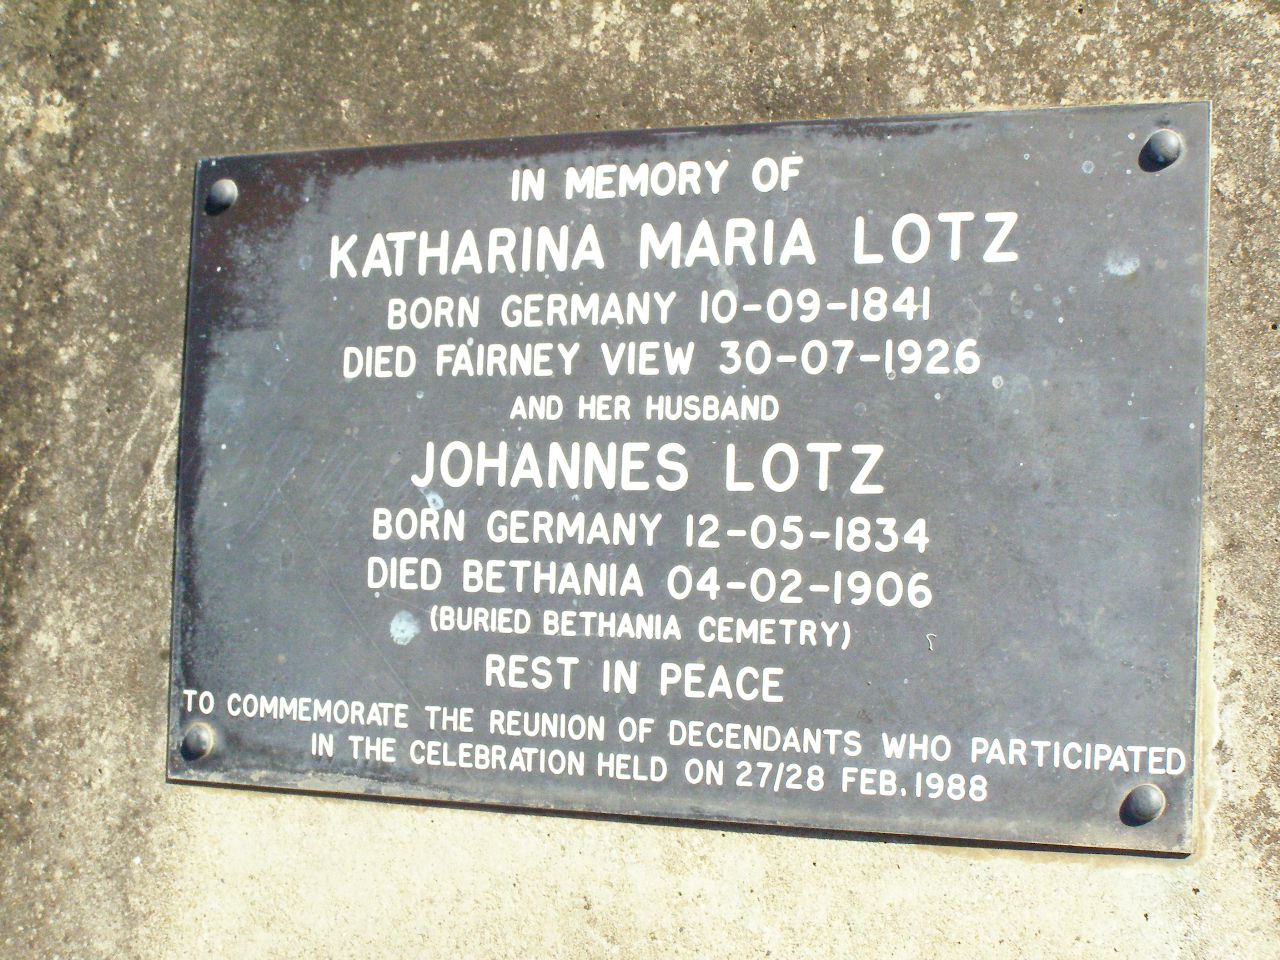 IN MEMORY OF
KATHARINA MARIA LOTZ
BORN GERMANY 10-09-1841
DIED FAIRNEY VIEW 30-07-1926
AND HER HUSBAND
JOHANNES LOTZ
BORN GERMANY 12-05-1834
DIED BETHANIA 04-02-1906
(BURIED BETHANIA CEMETRY)
REST IN PEACE
TO COMMEMORATE THE REUNION OF DECENDANTS WHO PARTICIPATED
IN THE CELEBRATION HELD ON 27/28 FEB. 1988